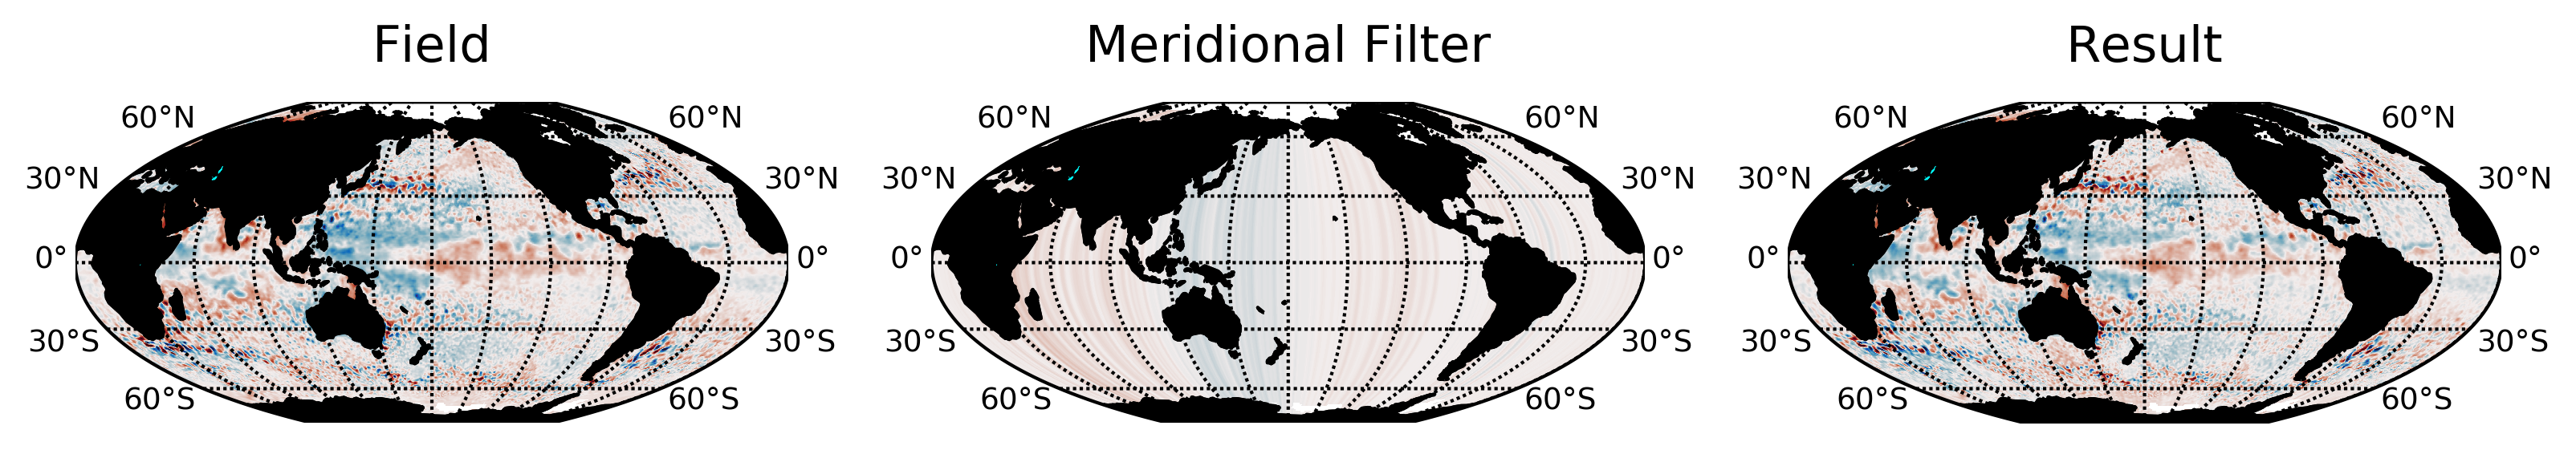 Field Meridional Filter Result
60°N 60°N 60°N 60°N 60°N 60°N
30°N 30°N 30°N 30°N 30°N 30°N
0° 0° 0° 0° 0° 0°
30°S 30°S 30°S 30°S 30°S 30°S
60°S 60°S 60°S 60°S 60°S 60°S